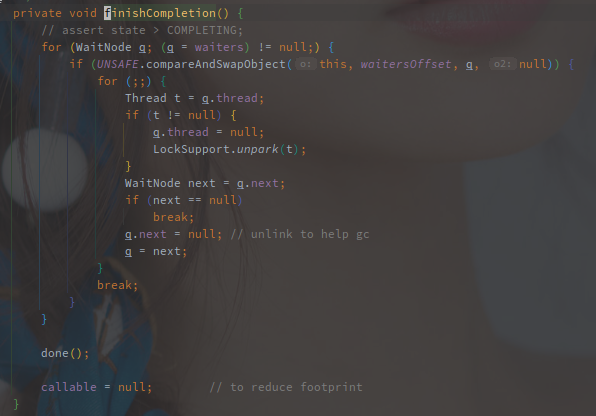 private void finishCompletion() {
// assert state > COMPLETING;
for (WaitNode q; (q = waiters) != null;) {
if (UNSAFE.compareAndSwapObject( o: this, waitersOffset, q, o2: null)) {
for (;;) {
Thread t = q.thread;
if (t != null) {
q.thread = null;
LockSupport.unpark(t);
}
WaitNode next = q.next;
if (next == null)
break;
q.next = null; // unlink to help gc
q = next;
}
break;
}
}
done();
callable = null; // to reduce footprint
}